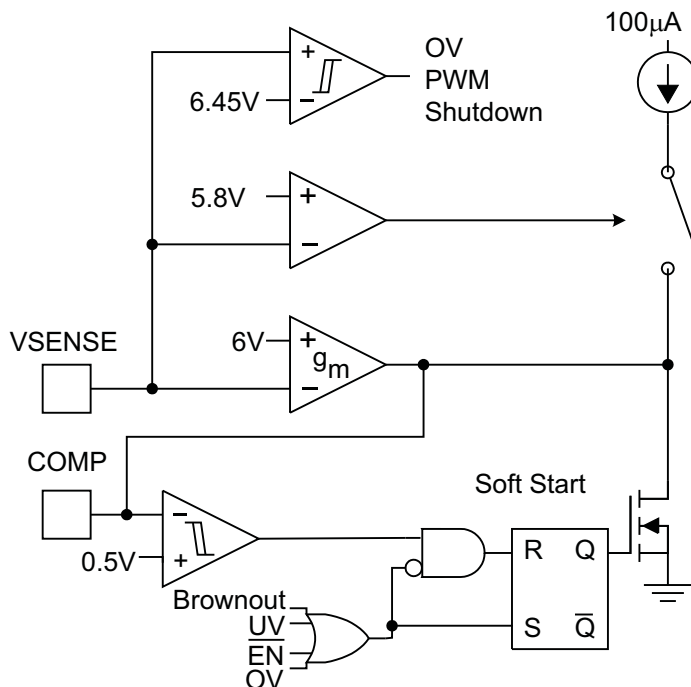 100μA
OV
PWM
Shutdown
+
6.45V
−
5.8V
+
−
VSENSE
6V
+
gm
−
COMP
Soft Start
−
0.5V
+
R Q
Brownout
UV
E̅N̅
OV
S Q̅